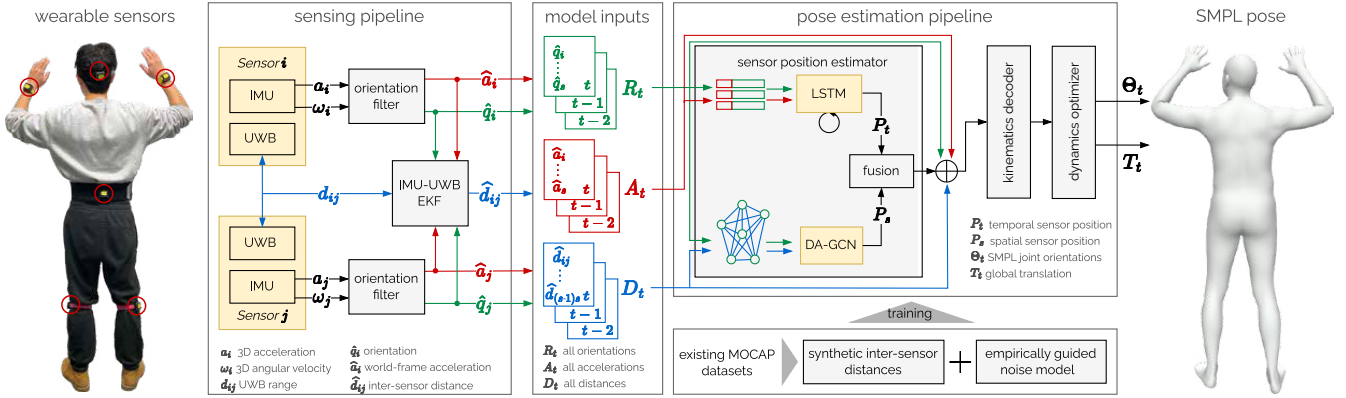 wearable sensors
sensing pipeline
model inputs
pose estimation pipeline
SMPL pose
Sensor i
IMU
UWB
a_i
ω_i
orientation
filter
â_i
q̂_i
d_ij
IMU-UWB
EKF
d̂_ij
UWB
IMU
Sensor j
a_j
ω_j
orientation
filter
â_j
q̂_j
a_i 3D acceleration
ω_i 3D angular velocity
d_ij UWB range
q̂_i orientation
â_i world-frame acceleration
d̂_ij inter-sensor distance
q̂_i
⋮
q̂_s t
t − 1
t − 2
R_t
â_i
⋮
â_s t
t − 1
t − 2
A_t
d̂_ij
⋮
d̂_(s-1)s t
t − 1
t − 2
D_t
R_t all orientations
A_t all accelerations
D_t all distances
sensor position estimator
LSTM
P_t
fusion
P_s
DA-GCN
kinematics decoder
dynamics optimizer
Θ_t
T_t
P_t temporal sensor position
P_s spatial sensor position
Θ_t SMPL joint orientations
T_t global translation
training
existing MOCAP
datasets
synthetic inter-sensor
distances
+
empirically guided
noise model